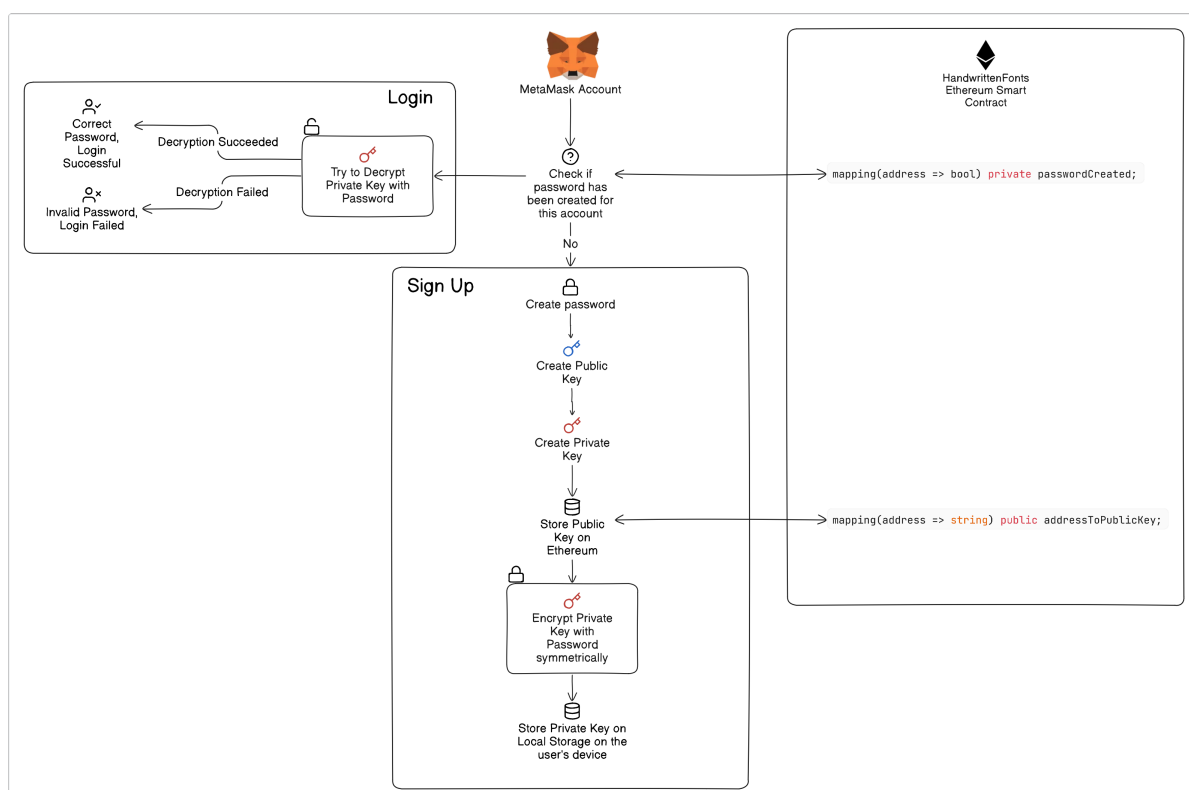 MetaMask Account
HandwrittenFonts
Ethereum Smart
Contract
Login
Correct
Password,
Login
Successful
Decryption Succeeded
Try to Decrypt
Private Key with
Password
Decryption Failed
Invalid Password,
Login Failed
Check if
password has
been created for
this account
mapping(address => bool) private passwordCreated;
No
Sign Up
Create password
Create Public
Key
Create Private
Key
Store Public
Key on
Ethereum
mapping(address => string) public addressToPublicKey;
Encrypt Private
Key with
Password
symmetrically
Store Private Key on
Local Storage on the
user's device